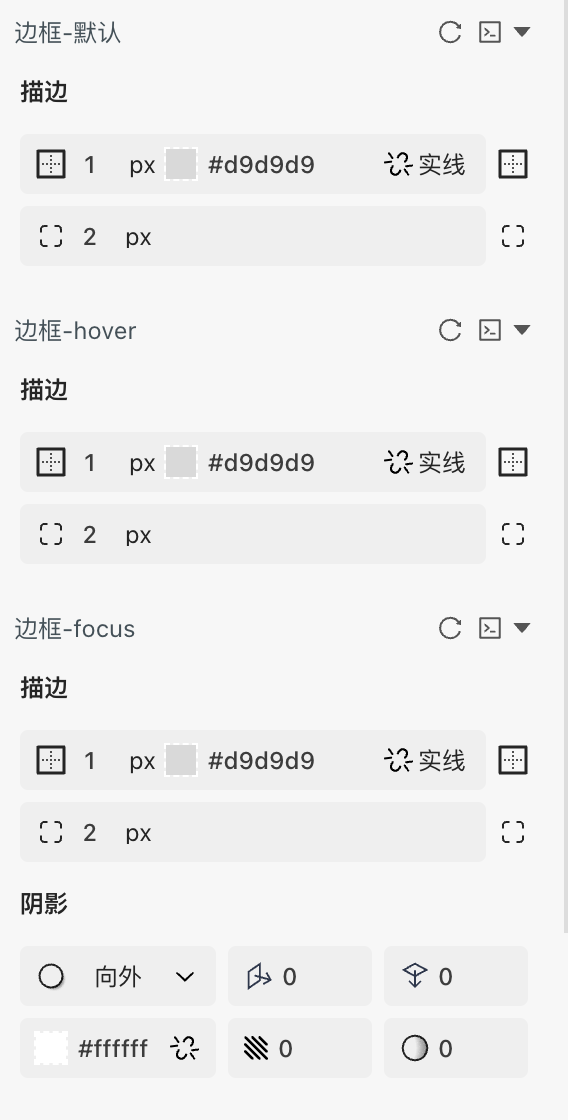 边框-默认
描边
1 px #d9d9d9 实线
2 px
边框-hover
描边
1 px #d9d9d9 实线
2 px
边框-focus
描边
1 px #d9d9d9 实线
2 px
阴影
向外 0 0
#ffffff 0 0